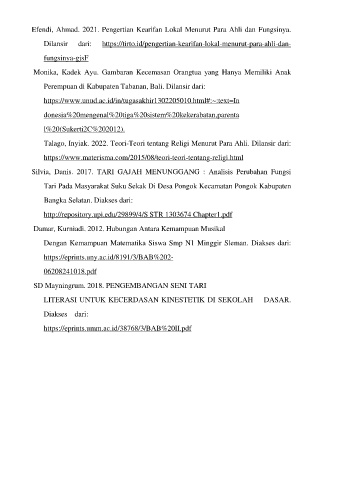 Efendi, Ahmad. 2021. Pengertian Kearifan Lokal Menurut Para Ahli dan Fungsinya.
Dilansir dari: https://tirto.id/pengertian-kearifan-lokal-menurut-para-ahli-dan-
fungsinya-gjsF
Monika, Kadek Ayu. Gambaran Kecemasan Orangtua yang Hanya Memiliki Anak
Perempuan di Kabupaten Tabanan, Bali. Dilansir dari:
https://www.unud.ac.id/in/tugasakhir1302205010.html#:~:text=In
donesia%20mengenal%20tiga%20sistem%20kekerabatan,parenta
l%20(Sukerti2C%202012).
Talago, Inyiak. 2022. Teori-Teori tentang Religi Menurut Para Ahli. Dilansir dari:
https://www.materisma.com/2015/08/teori-teori-tentang-religi.html
Silvia, Danis. 2017. TARI GAJAH MENUNGGANG : Analisis Perubahan Fungsi
Tari Pada Masyarakat Suku Sekak Di Desa Pongok Kecamatan Pongok Kabupaten
Bangka Selatan. Diakses dari:
http://repository.upi.edu/29899/4/S STR 1303674 Chapter1.pdf
Damar, Kurniadi. 2012. Hubungan Antara Kemampuan Musikal
Dengan Kemampuan Matematika Siswa Smp N1 Minggir Sleman. Diakses dari:
https://eprints.uny.ac.id/8191/3/BAB%202-
06208241018.pdf
SD Mayningrum. 2018. PENGEMBANGAN SENI TARI
LITERASI UNTUK KECERDASAN KINESTETIK DI SEKOLAH DASAR.
Diakses dari:
https://eprints.umm.ac.id/38768/3/BAB%20II.pdf